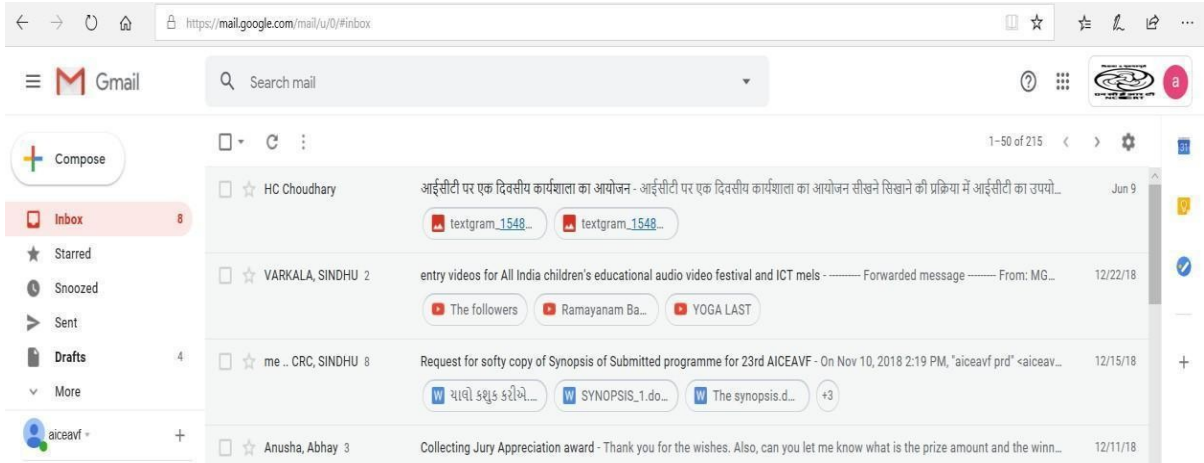 https://mail.google.com/mail/u/0/#inbox
Gmail
Search mail
a
Compose
1–50 of 215
31
Inbox 8
Starred
Snoozed
Sent
Drafts 4
More
aiceavf
HC Choudhary
आईसीटी पर एक दिवसीय कार्यशाला का आयोजन - आईसीटी पर एक दिवसीय कार्यशाला का आयोजन सीखने सिखाने की प्रक्रिया में आईसीटी का उपयो...
Jun 9
textgram_1548... textgram_1548...
VARKALA, SINDHU 2
entry videos for All India children's educational audio video festival and ICT mels - ---------- Forwarded message --------- From: MG...
12/22/18
The followers Ramayanam Ba... YOGA LAST
me .. CRC, SINDHU 8
Request for softy copy of Synopsis of Submitted programme for 23rd AICEAVF - On Nov 10, 2018 2:19 PM, "aiceavf prd" <aiceav...
12/15/18
W ચાલો કશુક કરીએ.... W SYNOPSIS_1.do... W The synopsis.d... +3
Anusha, Abhay 3
Collecting Jury Appreciation award - Thank you for the wishes. Also, can you let me know what is the prize amount and the winn...
12/11/18